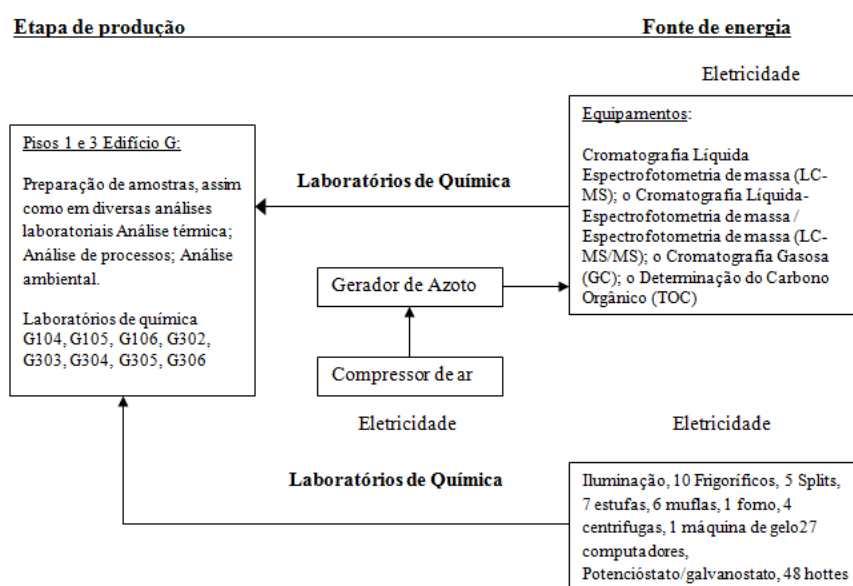 Etapa de produção
Fonte de energia
Eletricidade
Pisos 1 e 3 Edifício G:
Preparação de amostras, assim
como em diversas análises
laboratoriais Análise térmica;
Análise de processos; Análise
ambiental.
Laboratórios de química
G104, G105, G106, G302,
G303, G304, G305, G306
Laboratórios de Química
Equipamentos:
Cromatografia Líquida
Espectrofotometria de massa (LC-
MS); o Cromatografia Líquida-
Espectrofotometria de massa /
Espectrofotometria de massa (LC-
MS/MS); o Cromatografia Gasosa
(GC); o Determinação do Carbono
Orgânico (TOC)
Gerador de Azoto
Compressor de ar
Eletricidade
Eletricidade
Laboratórios de Química
Iluminação, 10 Frigoríficos, 5 Splits,
7 estufas, 6 muflas, 1 forno, 4
centrifugas, 1 máquina de gelo27
computadores,
Potencióstato/galvanostato, 48 hottes